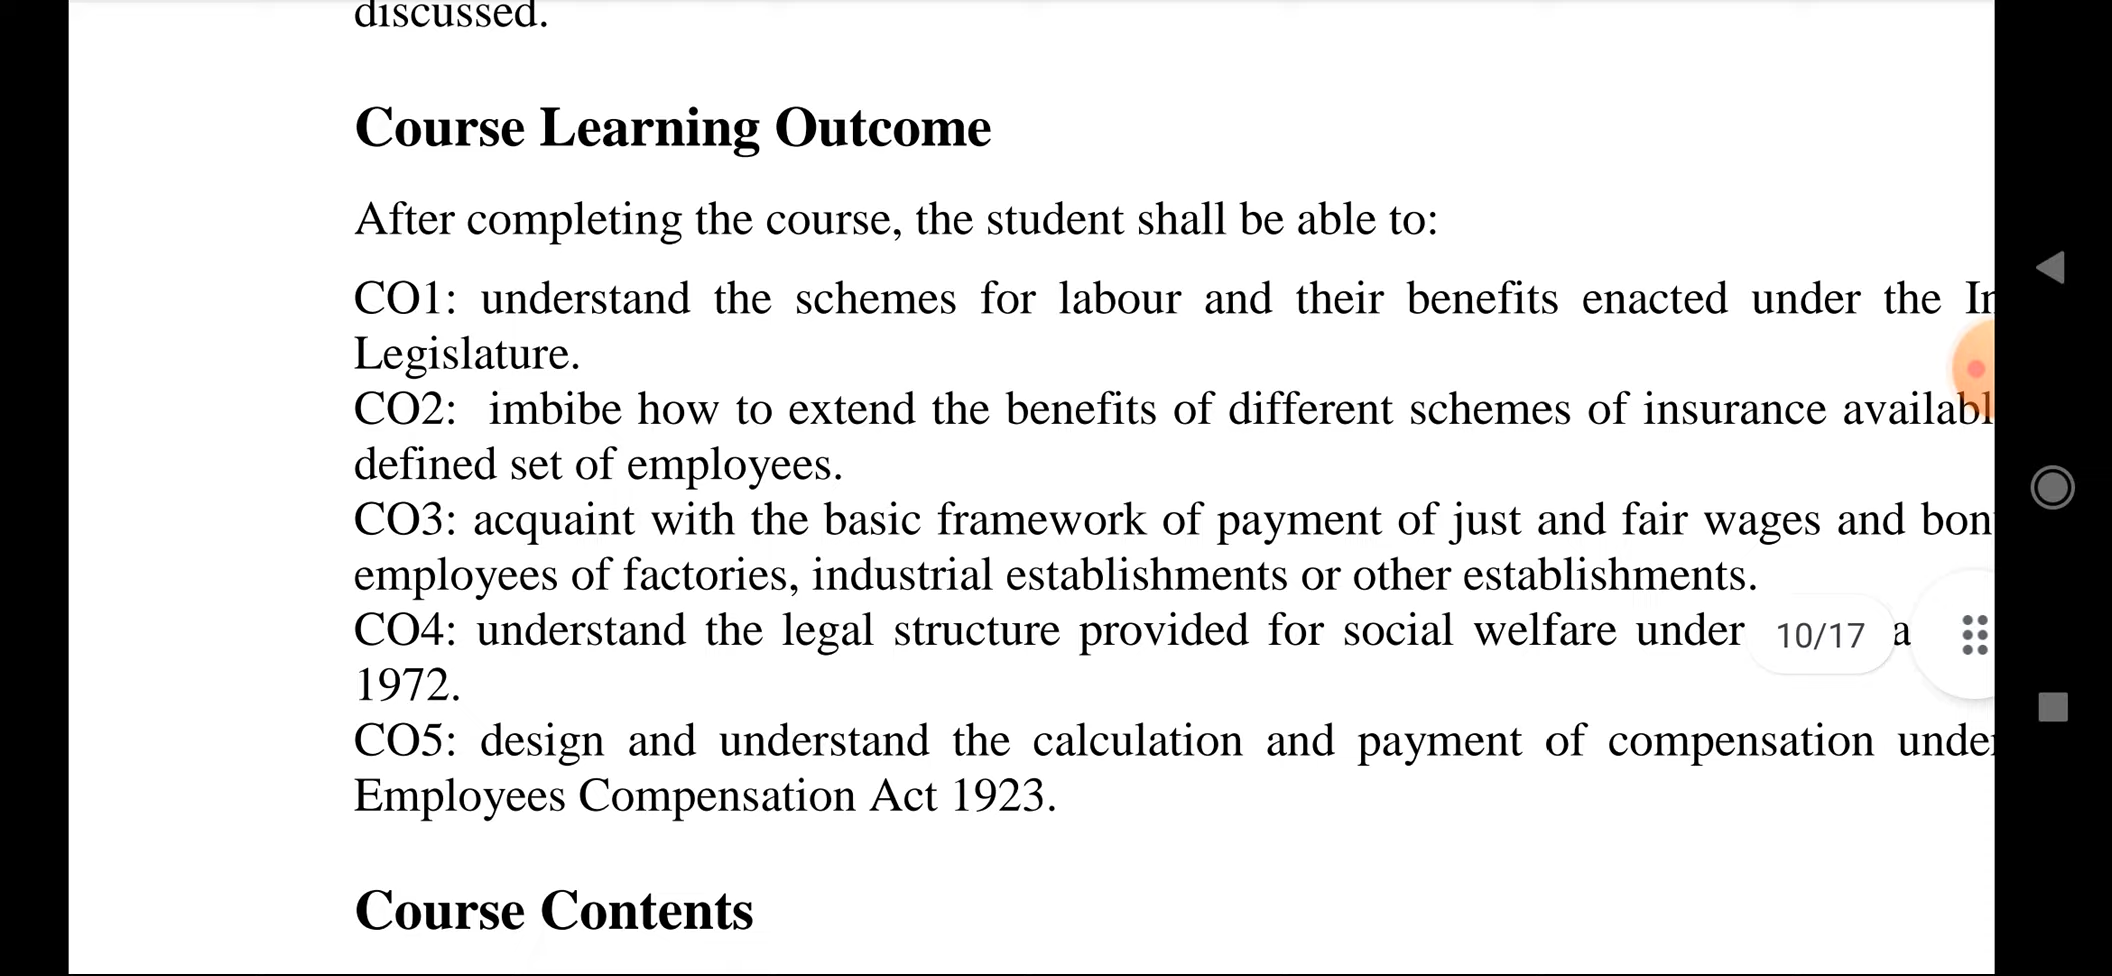 discussed.
Course Learning Outcome
After completing the course, the student shall be able to:
CO1: understand the schemes for labour and their benefits enacted under the
Legislature.
CO2: imbibe how to extend the benefits of different schemes of insurance
defined set of employees.
CO3: acquaint with the basic framework of payment of just and fair wages and
employees of factories, industrial establishments or other establishments.
CO4: understand the legal structure provided for social welfare under
10/17
1972.
CO5: design and understand the calculation and payment of compensation
Employees Compensation Act 1923.
Course Contents